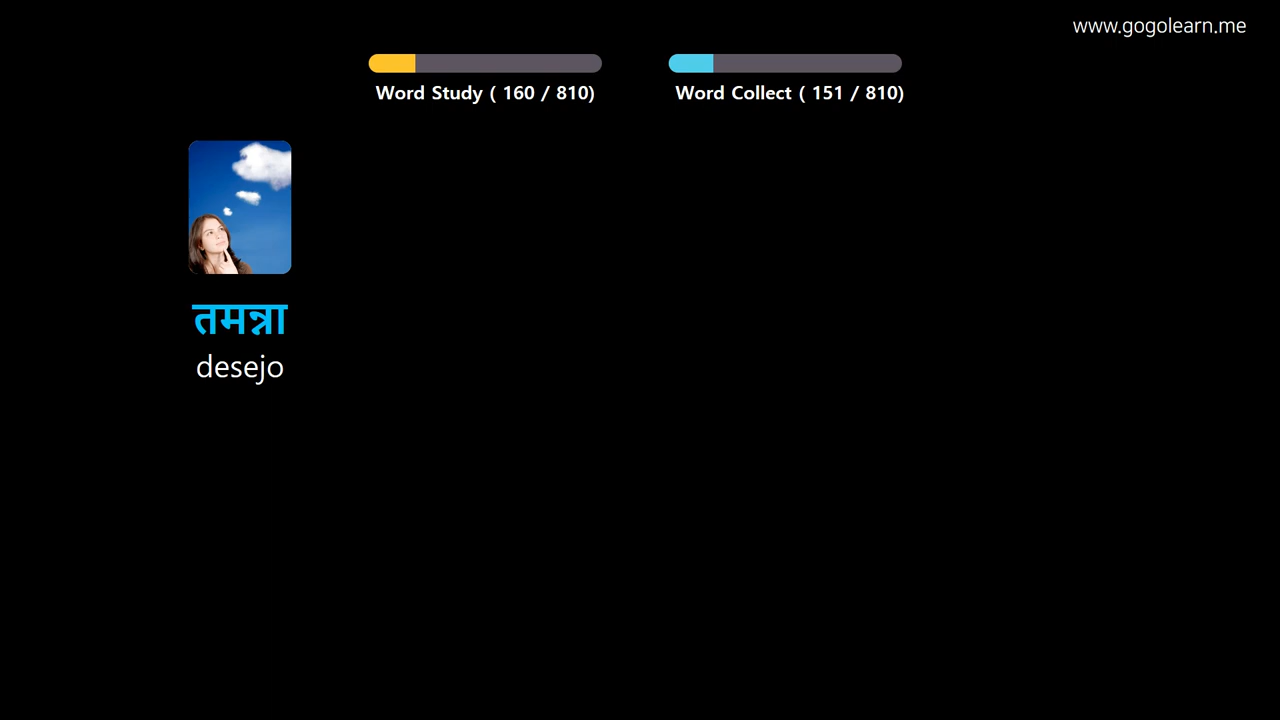 www.gogolearn.me
Word Study ( 160 / 810)
Word Collect ( 151 / 810)
तमन्ना
desejo